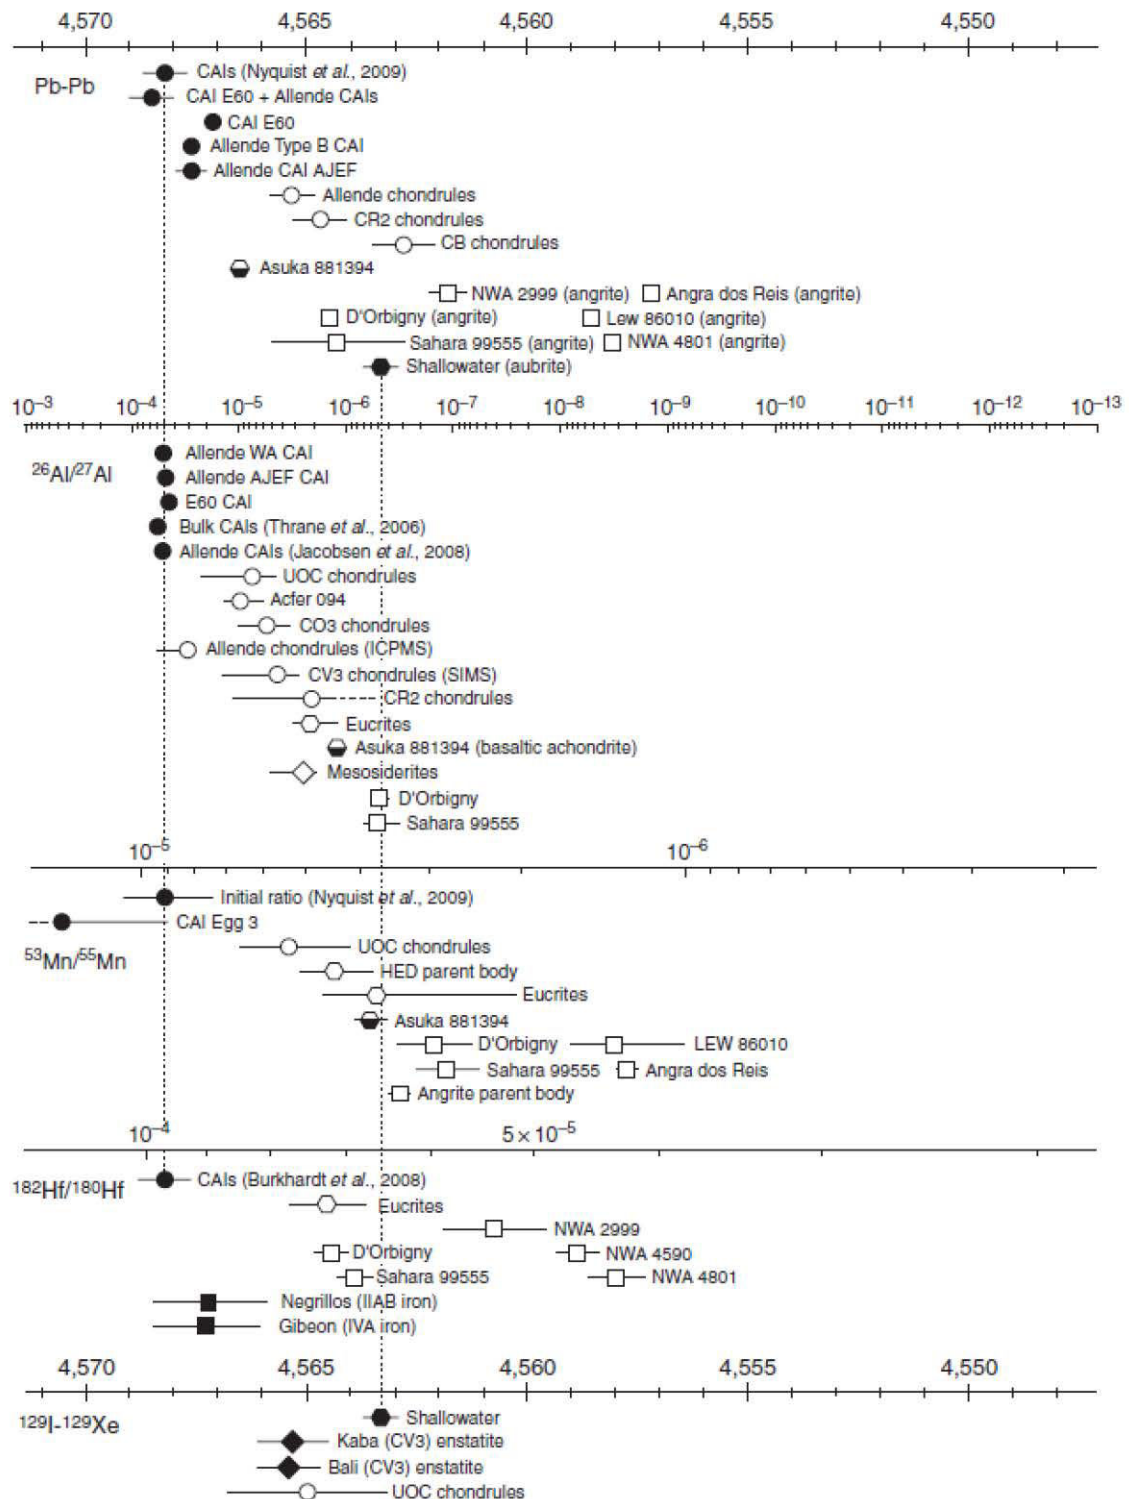 4,570 4,565 4,560 4,555 4,550
Pb-Pb
CAIs (Nyquist et al., 2009)
CAI E60 + Allende CAIs
CAI E60
Allende Type B CAI
Allende CAI AJEF
Allende chondrules
CR2 chondrules
CB chondrules
Asuka 881394
NWA 2999 (angrite) Angra dos Reis (angrite)
D'Orbigny (angrite) Lew 86010 (angrite)
Sahara 99555 (angrite) NWA 4801 (angrite)
Shallowater (aubrite)
10⁻³ 10⁻⁴ 10⁻⁵ 10⁻⁶ 10⁻⁷ 10⁻⁸ 10⁻⁹ 10⁻¹⁰ 10⁻¹¹ 10⁻¹² 10⁻¹³
²⁶Al/²⁷Al
Allende WA CAI
Allende AJEF CAI
E60 CAI
Bulk CAIs (Thrane et al., 2006)
Allende CAIs (Jacobsen et al., 2008)
UOC chondrules
Acfer 094
CO3 chondrules
Allende chondrules (ICPMS)
CV3 chondrules (SIMS)
CR2 chondrules
Eucrites
Asuka 881394 (basaltic achondrite)
Mesosiderites
D'Orbigny
Sahara 99555
10⁻⁵ 10⁻⁶
Initial ratio (Nyquist et al., 2009)
CAI Egg 3
⁵³Mn/⁵⁵Mn
UOC chondrules
HED parent body
Eucrites
Asuka 881394
D'Orbigny LEW 86010
Sahara 99555 Angra dos Reis
Angrite parent body
10⁻⁴ 5 × 10⁻⁵
¹⁸²Hf/¹⁸⁰Hf
CAIs (Burkhardt et al., 2008)
Eucrites
NWA 2999
D'Orbigny NWA 4590
Sahara 99555 NWA 4801
Negrillos (IIAB iron)
Gibeon (IVA iron)
4,570 4,565 4,560 4,555 4,550
¹²⁹I-¹²⁹Xe
Shallowater
Kaba (CV3) enstatite
Bali (CV3) enstatite
UOC chondrules